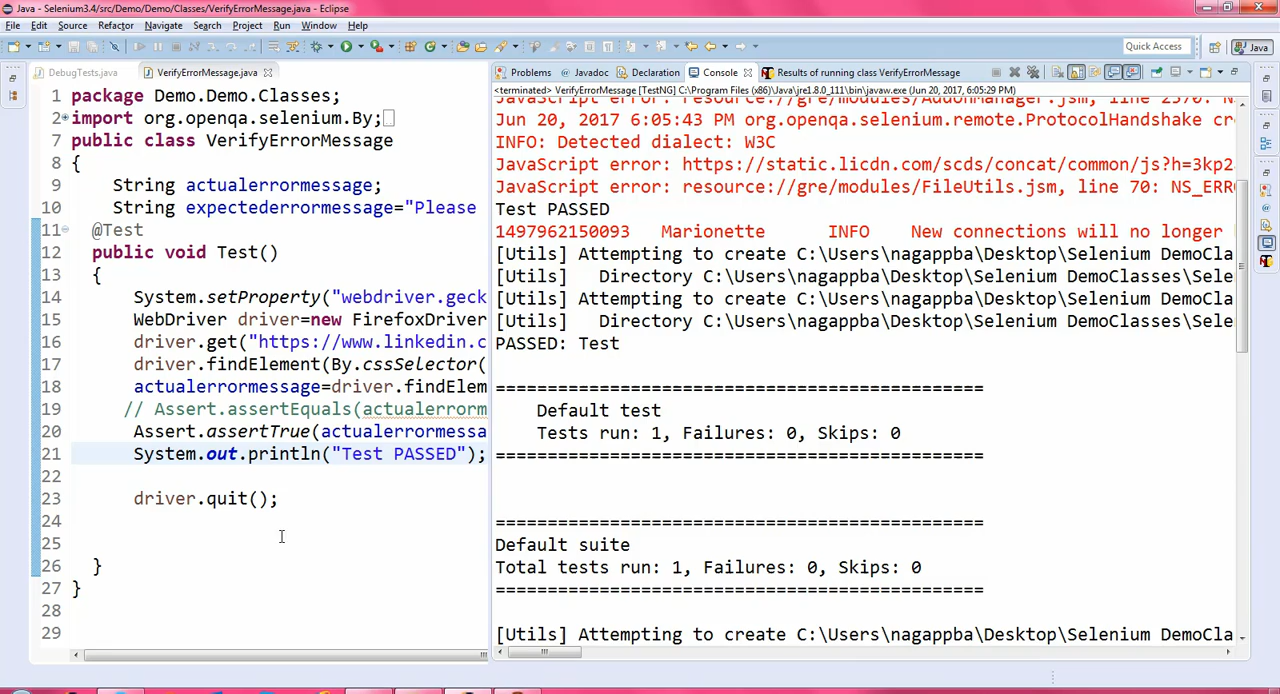 Java - Selenium3.4/src/Demo/Demo/Classes/VerifyErrorMessage.java - Eclipse
File Edit Source Refactor Navigate Search Project Run Window Help
Quick Access Java
DebugTests.java VerifyErrorMessage.java
1 package Demo.Demo.Classes;
2 import org.openqa.selenium.By;
7 public class VerifyErrorMessage
8 {
9 String actualerrormessage;
10 String expectederrormessage="Please
11 @Test
12 public void Test()
13 {
14 System.setProperty("webdriver.geck
15 WebDriver driver=new FirefoxDriver
16 driver.get("https://www.linkedin.c
17 driver.findElement(By.cssSelector(
18 actualerrormessage=driver.findElem
19 // Assert.assertEquals(actualerrorm
20 Assert.assertTrue(actualerrormessa
21 System.out.println("Test PASSED");
22
23 driver.quit();
24
25
26 }
27 }
28
29
Problems Javadoc Declaration Console Results of running class VerifyErrorMessage
<terminated> VerifyErrorMessage [TestNG] C:\Program Files (x86)\Java\jre1.8.0_111\bin\javaw.exe (Jun 20, 2017, 6:05:29 PM)
JavaScript error: resource://gre/modules/AddonManager.jsm, line 2570: NS_ER
Jun 20, 2017 6:05:43 PM org.openqa.selenium.remote.ProtocolHandshake cre
INFO: Detected dialect: W3C
JavaScript error: https://static.licdn.com/scds/concat/common/js?h=3kp2
JavaScript error: resource://gre/modules/FileUtils.jsm, line 70: NS_ERR
Test PASSED
1497962150093 Marionette INFO New connections will no longer
[Utils] Attempting to create C:\Users\nagappba\Desktop\Selenium DemoCla
[Utils] Directory C:\Users\nagappba\Desktop\Selenium DemoClasses\Sele
[Utils] Attempting to create C:\Users\nagappba\Desktop\Selenium DemoCla
[Utils] Directory C:\Users\nagappba\Desktop\Selenium DemoClasses\Sele
PASSED: Test
===============================================
Default test
Tests run: 1, Failures: 0, Skips: 0
===============================================
===============================================
Default suite
Total tests run: 1, Failures: 0, Skips: 0
===============================================
[Utils] Attempting to create C:\Users\nagappba\Desktop\Selenium DemoCla